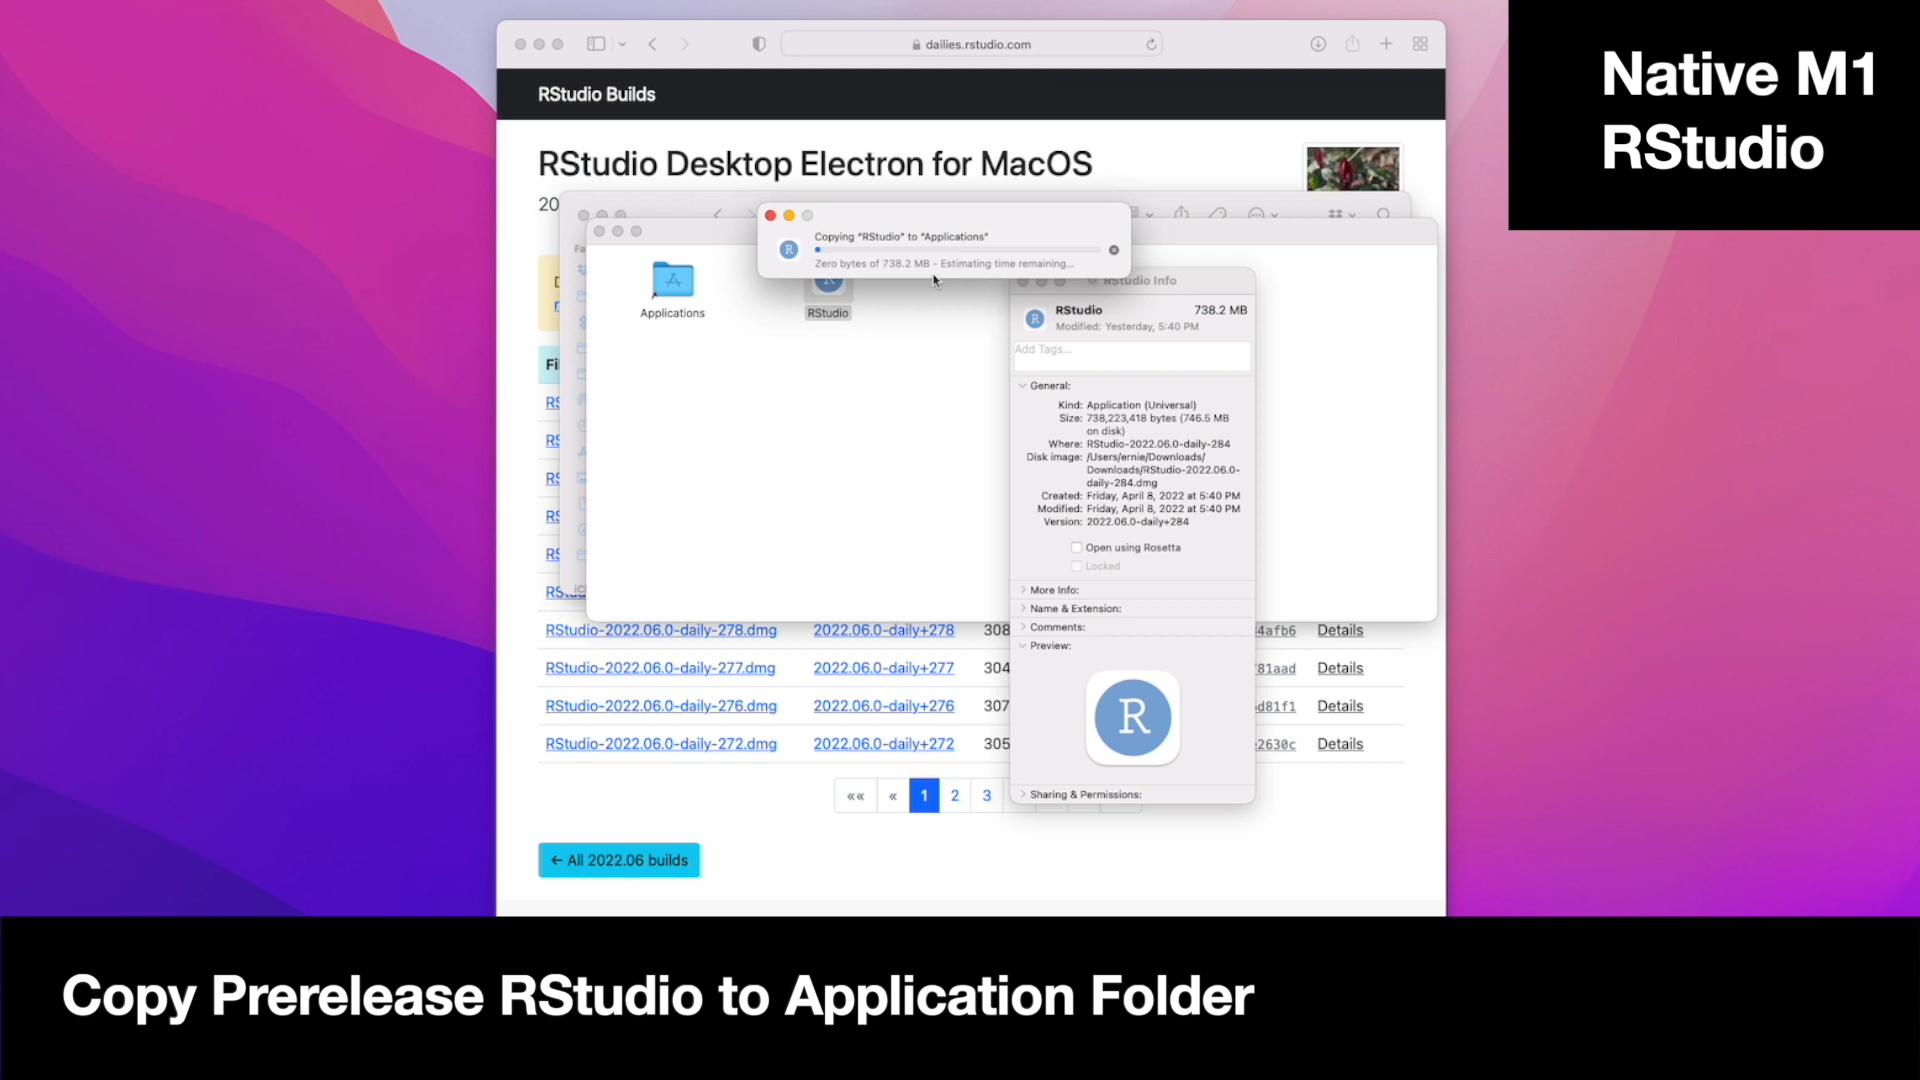 dailies.rstudio.com
Native M1
RStudio
RStudio Builds
RStudio Desktop Electron for MacOS
20
Copying "RStudio" to "Applications"
Zero bytes of 738.2 MB - Estimating time remaining...
Applications
RStudio
RStudio Info
RStudio 738.2 MB
Modified: Yesterday, 5:40 PM
Add Tags...
General:
Kind: Application (Universal)
Size: 738,223,418 bytes (746.5 MB
on disk)
Where: RStudio-2022.06.0-daily-284
Disk image: /Users/ernie/Downloads/
Downloads/RStudio-2022.06.0-
daily-284.dmg
Created: Friday, April 8, 2022 at 5:40 PM
Modified: Friday, April 8, 2022 at 5:40 PM
Version: 2022.06.0-daily+284
Open using Rosetta
Locked
More Info:
Name & Extension:
Comments:
Preview:
R
Sharing & Permissions:
RStudio-2022.06.0-daily-278.dmg 2022.06.0-daily+278 308 4afb6 Details
RStudio-2022.06.0-daily-277.dmg 2022.06.0-daily+277 304 81aad Details
RStudio-2022.06.0-daily-276.dmg 2022.06.0-daily+276 307 d81f1 Details
RStudio-2022.06.0-daily-272.dmg 2022.06.0-daily+272 305 2630c Details
«« « 1 2 3
← All 2022.06 builds
Copy Prerelease RStudio to Application Folder